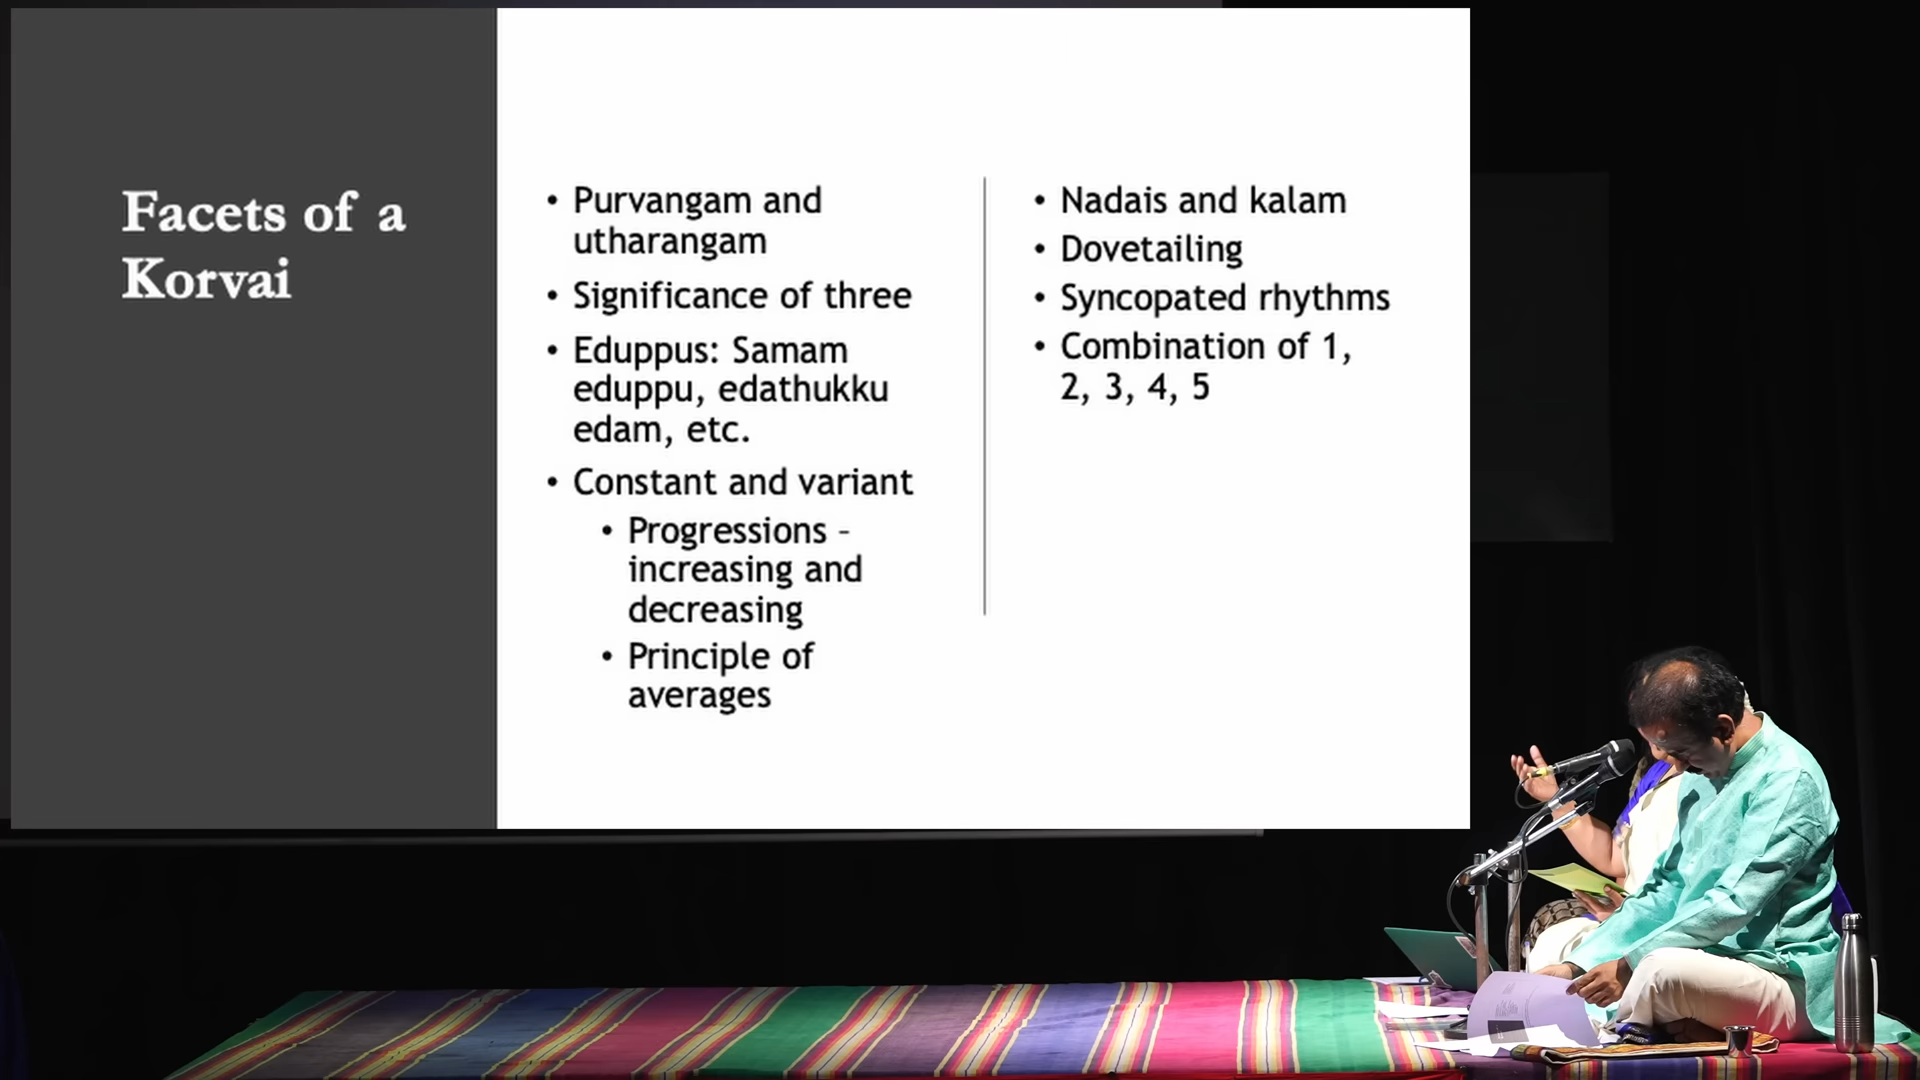 Facets of a
Korvai
• Purvangam and
utharangam
• Significance of three
• Eduppus: Samam
eduppu, edathukku
edam, etc.
• Constant and variant
• Progressions –
increasing and
decreasing
• Principle of
averages
• Nadais and kalam
• Dovetailing
• Syncopated rhythms
• Combination of 1,
2, 3, 4, 5